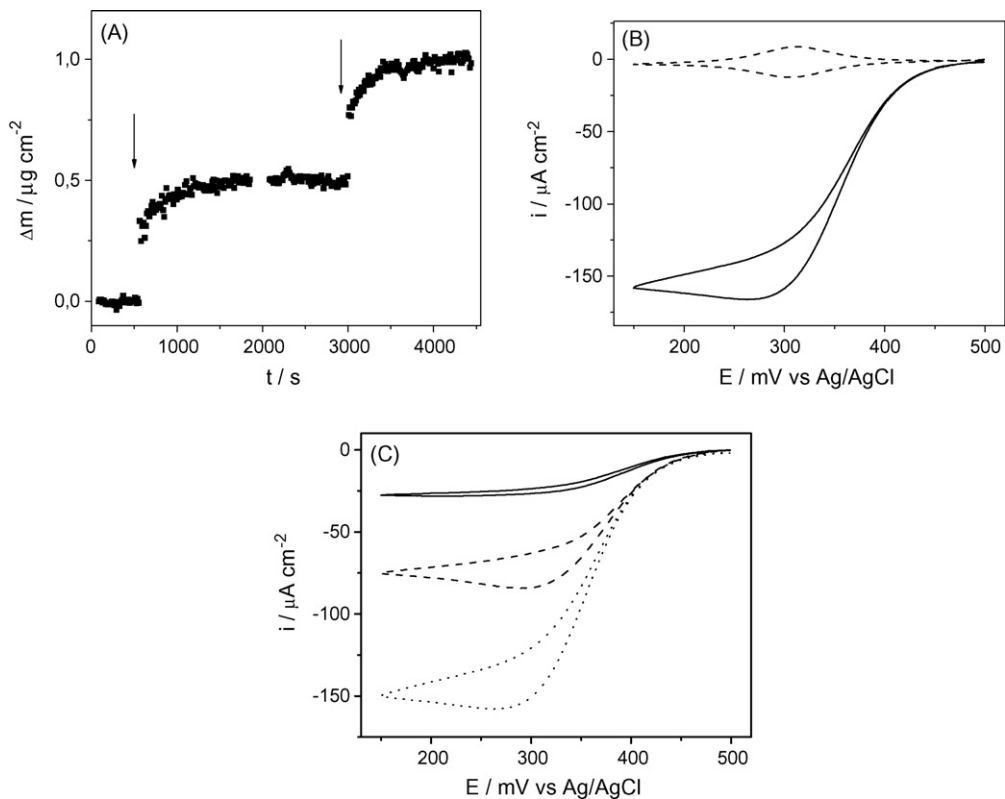 (A)
Δm / μg cm⁻²
1,0
0,5
0,0
0 1000 2000 3000 4000
t / s
(B)
i / μA cm⁻²
0
-50
-100
-150
200 300 400 500
E / mV vs Ag/AgCl
(C)
i / μA cm⁻²
0
-50
-100
-150
200 300 400 500
E / mV vs Ag/AgCl